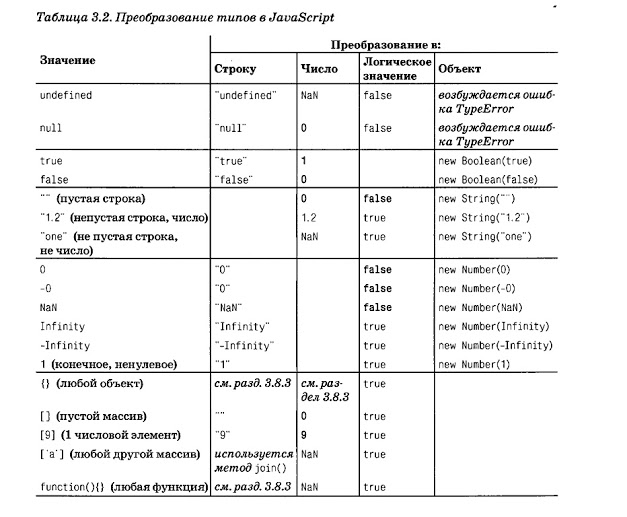 Таблица 3.2. Преобразование типов в JavaScript
Значение Преобразование в:
Строку Число Логическое значение Объект
undefined "undefined" NaN false возбуждается ошиб-
ка TypeError
null "null" 0 false возбуждается ошиб-
ка TypeError
true "true" 1 new Boolean(true)
false "false" 0 new Boolean(false)
"" (пустая строка) 0 false new String("")
"1.2" (непустая строка, число) 1.2 true new String("1.2")
"one" (не пустая строка, NaN true new String("one")
не число)
0 "0" false new Number(0)
-0 "0" false new Number(-0)
NaN "NaN" false new Number(NaN)
Infinity "Infinity" true new Number(Infinity)
-Infinity "-Infinity" true new Number(-Infinity)
1 (конечное, ненулевое) "1" true new Number(1)
{} (любой объект) см. разд. 3.8.3 см. раз- true
дел 3.8.3
[] (пустой массив) "" 0 true
[9] (1 числовой элемент) "9" 9 true
['a'] (любой другой массив) используется NaN true
метод join()
function(){} (любая функция) см. разд. 3.8.3 NaN true